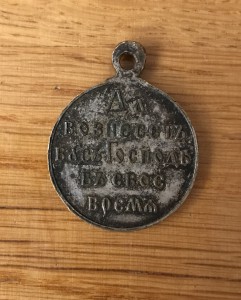 Да
вознесетъ
васъ Господь
въ свое
время